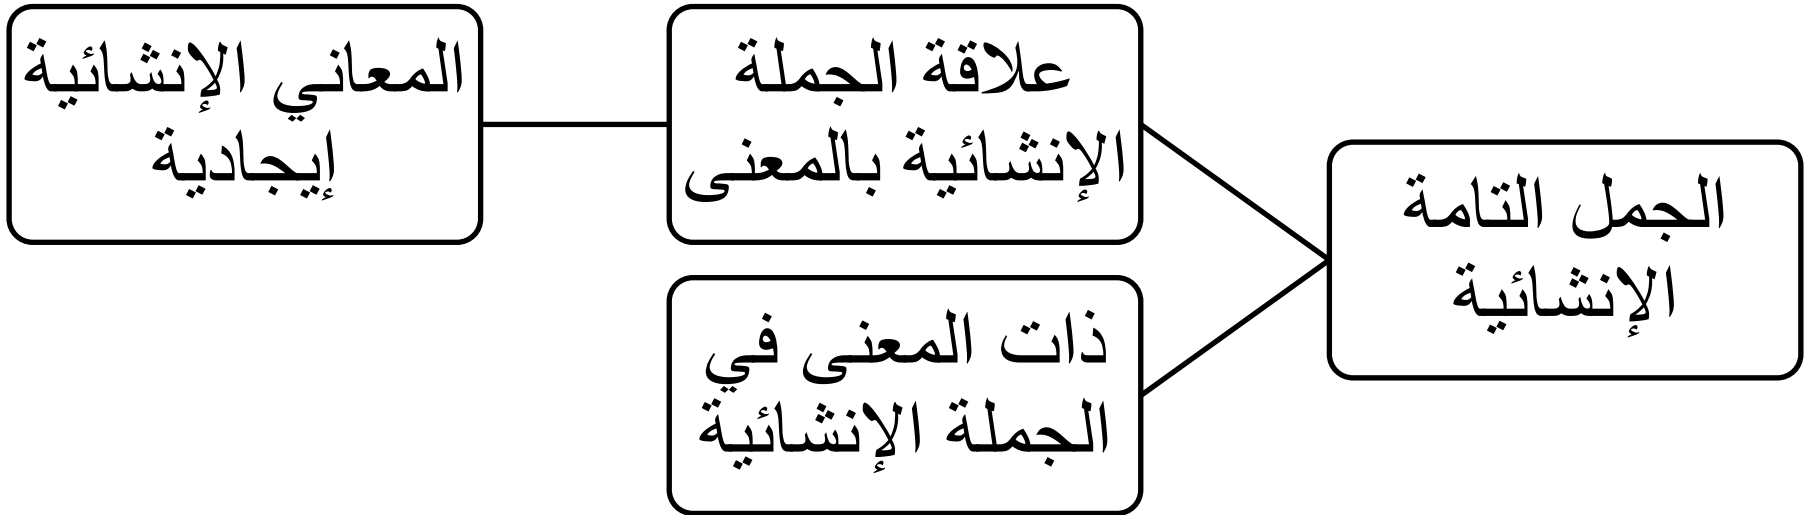 الجمل التامة
الإنشائية
علاقة الجملة
الإنشائية بالمعنى
المعاني الإنشائية
إيجادية
ذات المعنى في
الجملة الإنشائية